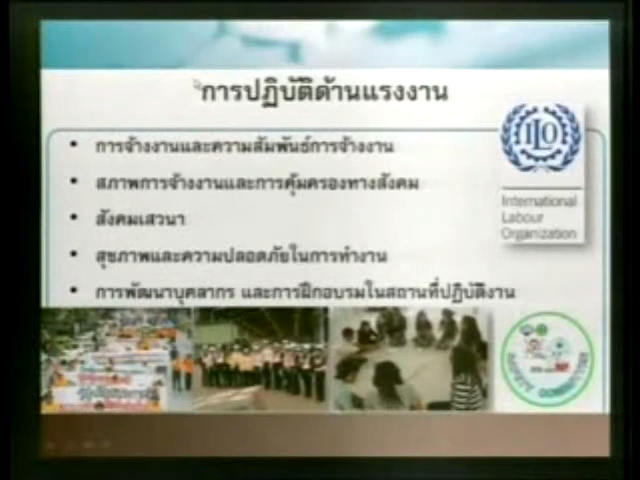 การปฏิบัติด้านแรงงาน
• การจ้างงานและความสัมพันธ์การจ้างงาน
• สภาพการจ้างงานและการคุ้มครองทางสังคม
• สังคมเสวนา
• สุขภาพและความปลอดภัยในการทำงาน
• การพัฒนาบุคลากร และการฝึกอบรมในสถานที่ปฏิบัติงาน
ILO
International
Labour
Organization
SAFETY COMMITTEE